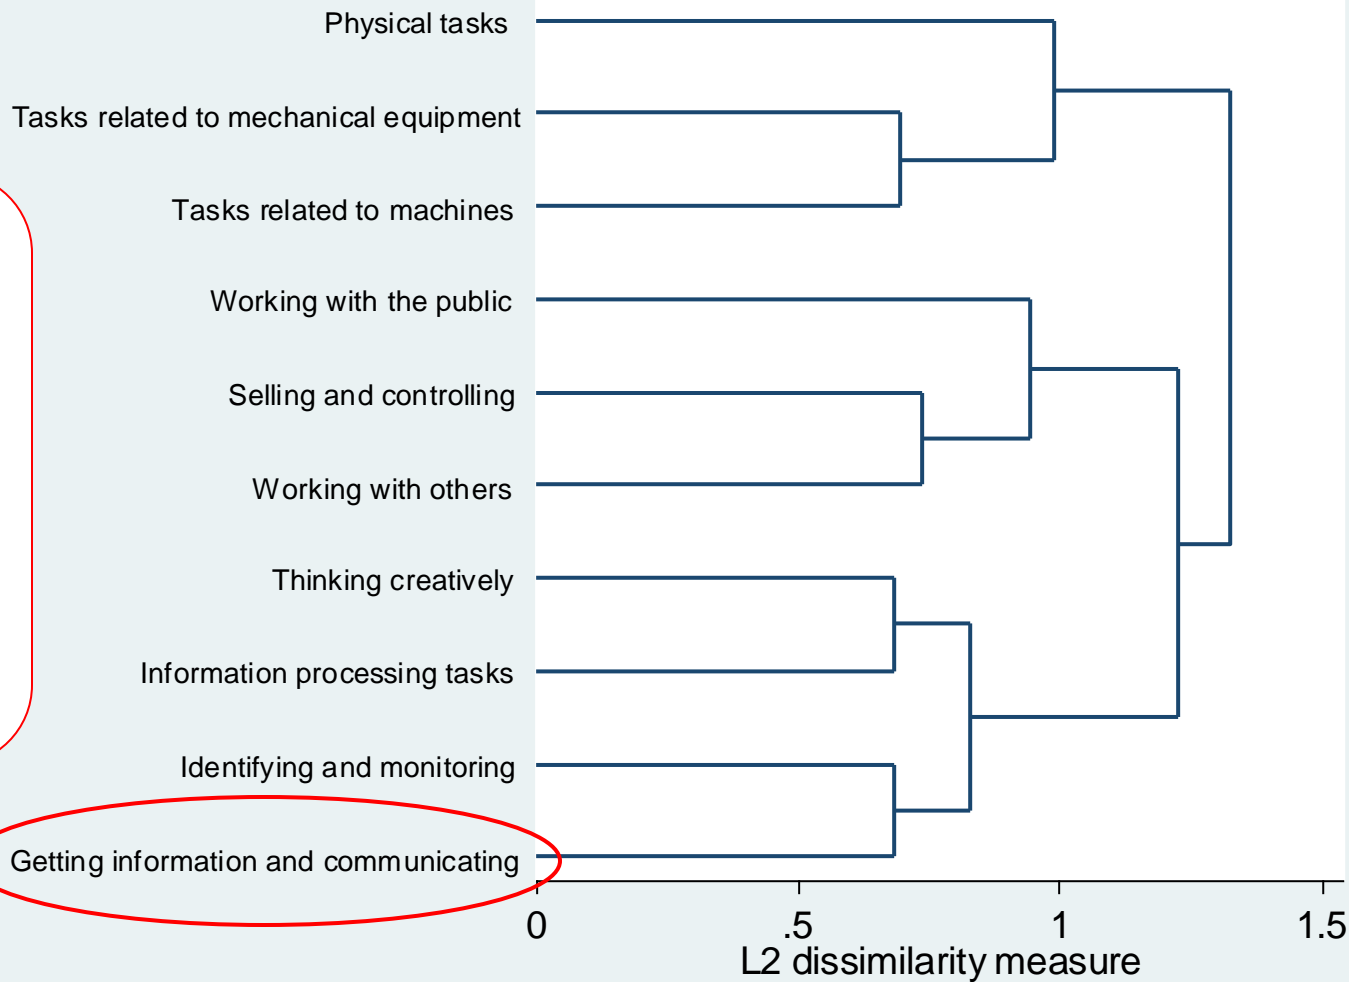 Physical tasks
Tasks related to mechanical equipment
Tasks related to machines
Working with the public
Selling and controlling
Working with others
Thinking creatively
Information processing tasks
Identifying and monitoring
Getting information and communicating
0 .5 1 1.5
L2 dissimilarity measure